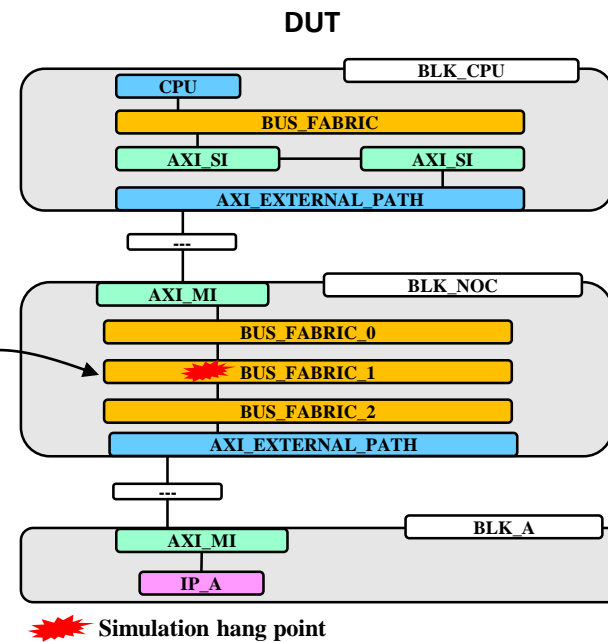 DUT
BLK_CPU
CPU
BUS_FABRIC
AXI_SI
AXI_SI
AXI_EXTERNAL_PATH
---
BLK_NOC
AXI_MI
BUS_FABRIC_0
BUS_FABRIC_1
BUS_FABRIC_2
AXI_EXTERNAL_PATH
---
BLK_A
AXI_MI
IP_A
Simulation hang point